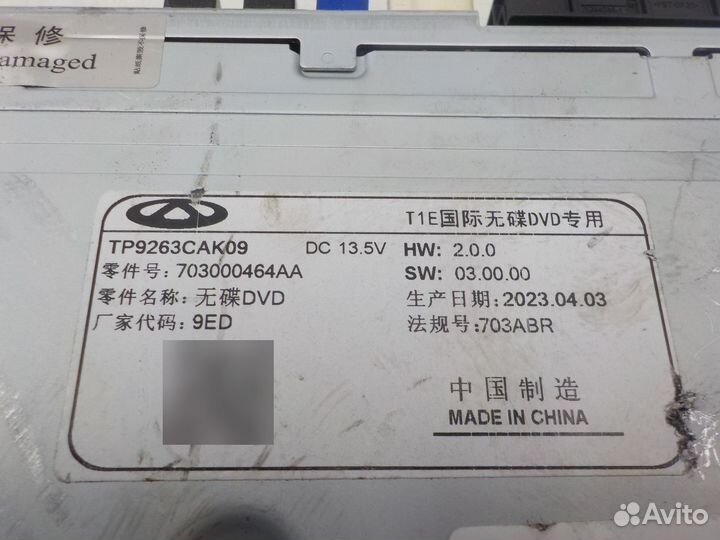 保修
amaged
T1E国际无碟DVD专用
TP9263CAK09 DC 13.5V HW: 2.0.0
零件号: 703000464AA SW: 03.00.00
零件名称: 无碟DVD 生产日期: 2023.04.03
厂家代码: 9ED 法规号: 703ABR
中国制造
MADE IN CHINA
Avito